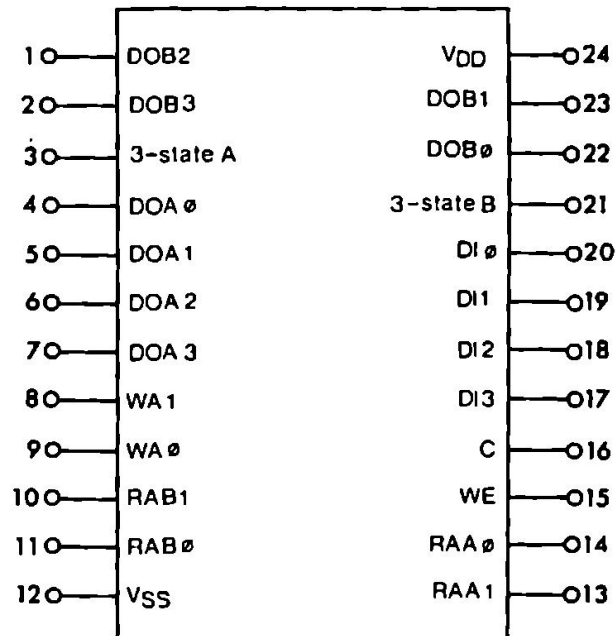 1 DOB2 VDD 24
2 DOB3 DOB1 23
3 3-state A DOBø 22
4 DOAø 3-state B 21
5 DOA1 DIø 20
6 DOA2 DI1 19
7 DOA3 DI2 18
8 WA1 DI3 17
9 WAø C 16
10 RAB1 WE 15
11 RABø RAAø 14
12 VSS RAA1 13